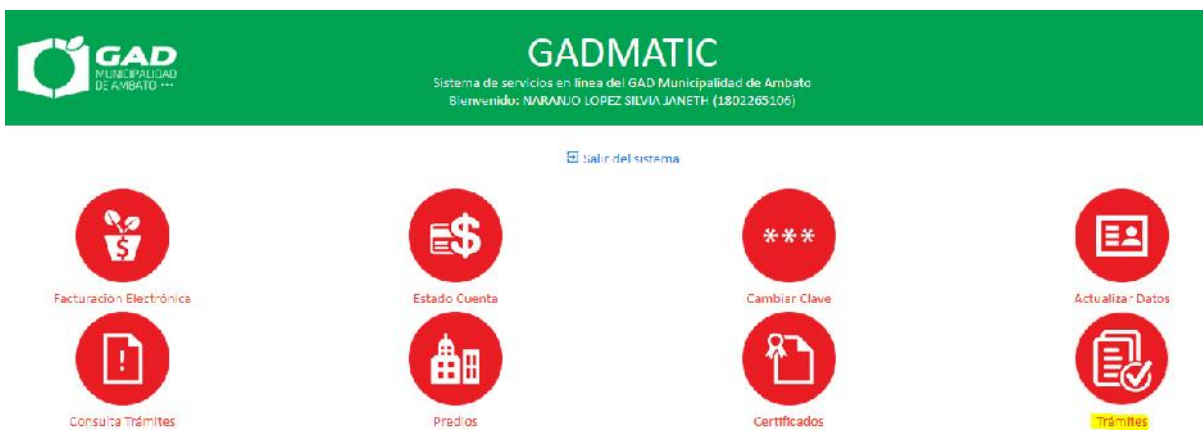 GAD
MUNICIPALIDAD
DE AMBATO
GADMATIC
Sistema de servicios en línea del GAD Municipalidad de Ambato
Bienvenido: NARANJO LOPEZ SILVIA JANETH (1802265106)
Salir del sistema
$ $ *** 
Facturación Electrónica Estado Cuenta Cambiar Clave Actualizar Datos
!
Consulta Trámites Predios Certificados Trámites